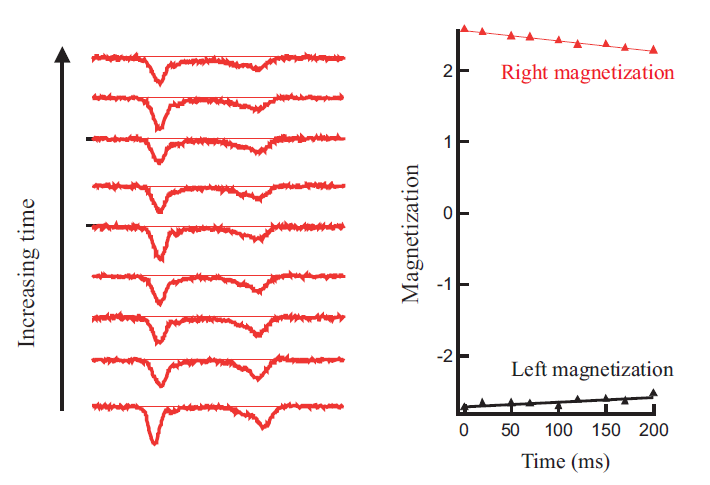 Increasing time
Magnetization
2
1
0
-1
-2
Right magnetization
Left magnetization
0
50
100
150
200
Time (ms)